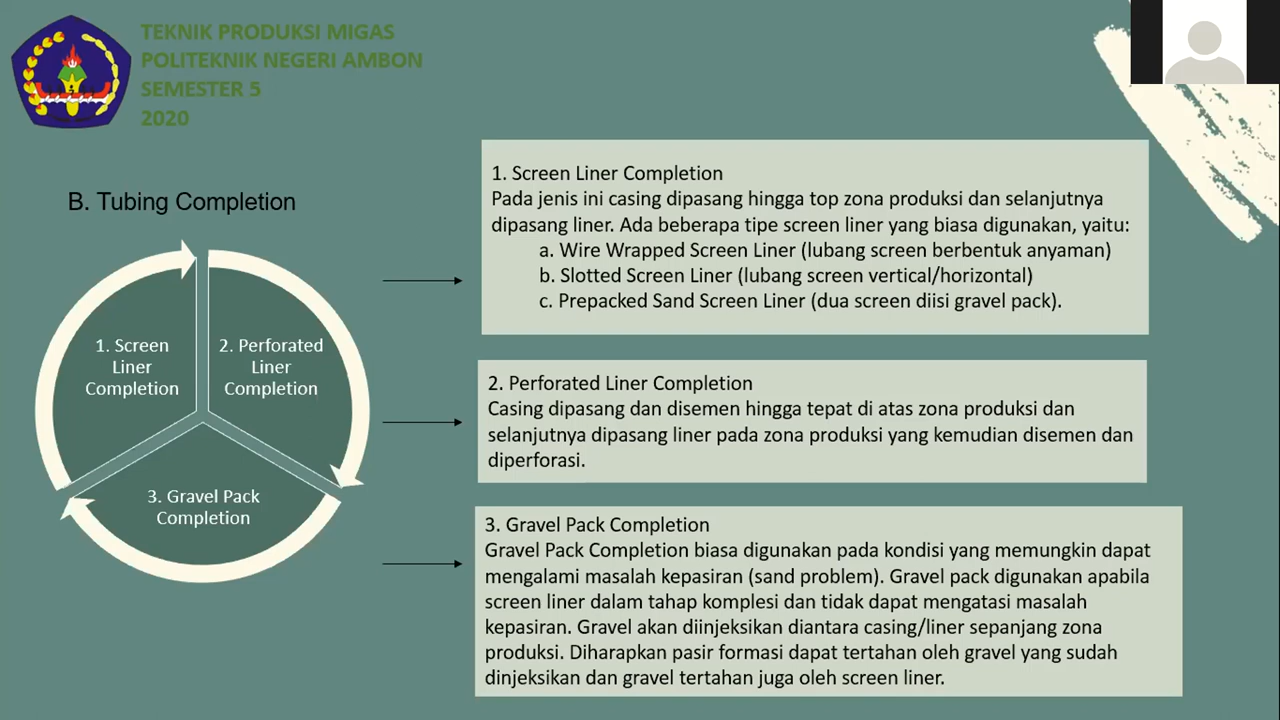 TEKNIK PRODUKSI MIGAS
POLITEKNIK NEGERI AMBON
SEMESTER 5
2020
B. Tubing Completion
1. Screen
Liner
Completion
2. Perforated
Liner
Completion
3. Gravel Pack
Completion
1. Screen Liner Completion
Pada jenis ini casing dipasang hingga top zona produksi dan selanjutnya
dipasang liner. Ada beberapa tipe screen liner yang biasa digunakan, yaitu:
a. Wire Wrapped Screen Liner (lubang screen berbentuk anyaman)
b. Slotted Screen Liner (lubang screen vertical/horizontal)
c. Prepacked Sand Screen Liner (dua screen diisi gravel pack).
2. Perforated Liner Completion
Casing dipasang dan disemen hingga tepat di atas zona produksi dan
selanjutnya dipasang liner pada zona produksi yang kemudian disemen dan
diperforasi.
3. Gravel Pack Completion
Gravel Pack Completion biasa digunakan pada kondisi yang memungkin dapat
mengalami masalah kepasiran (sand problem). Gravel pack digunakan apabila
screen liner dalam tahap komplesi dan tidak dapat mengatasi masalah
kepasiran. Gravel akan diinjeksikan diantara casing/liner sepanjang zona
produksi. Diharapkan pasir formasi dapat tertahan oleh gravel yang sudah
dinjeksikan dan gravel tertahan juga oleh screen liner.